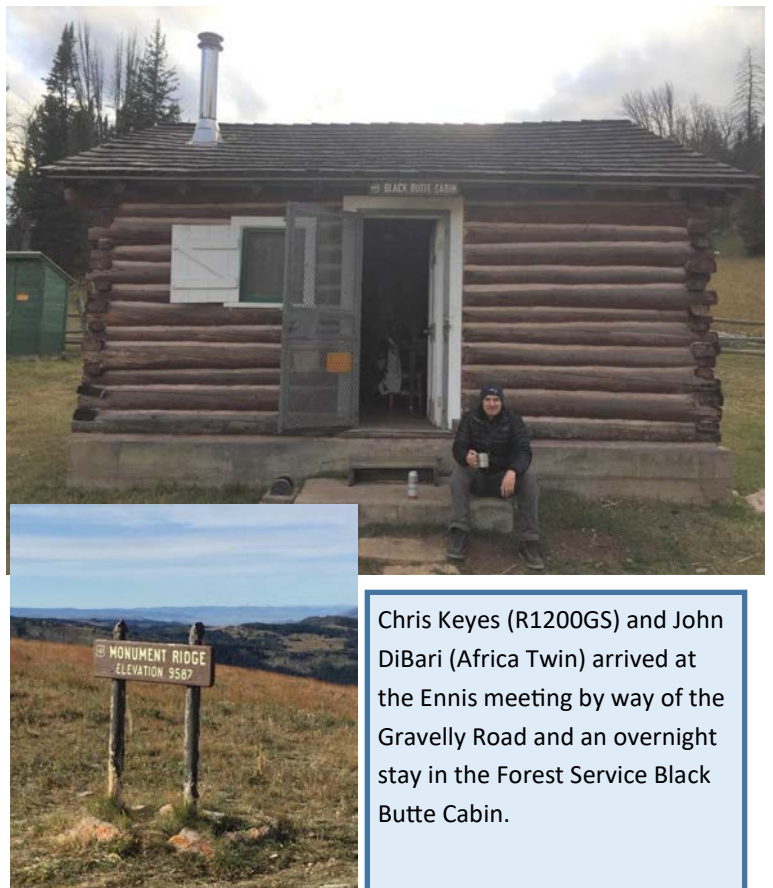 BLACK BUTTE CABIN
MONUMENT RIDGE
ELEVATION 9587
Chris Keyes (R1200GS) and John
DiBari (Africa Twin) arrived at
the Ennis meeting by way of the
Gravelly Road and an overnight
stay in the Forest Service Black
Butte Cabin.